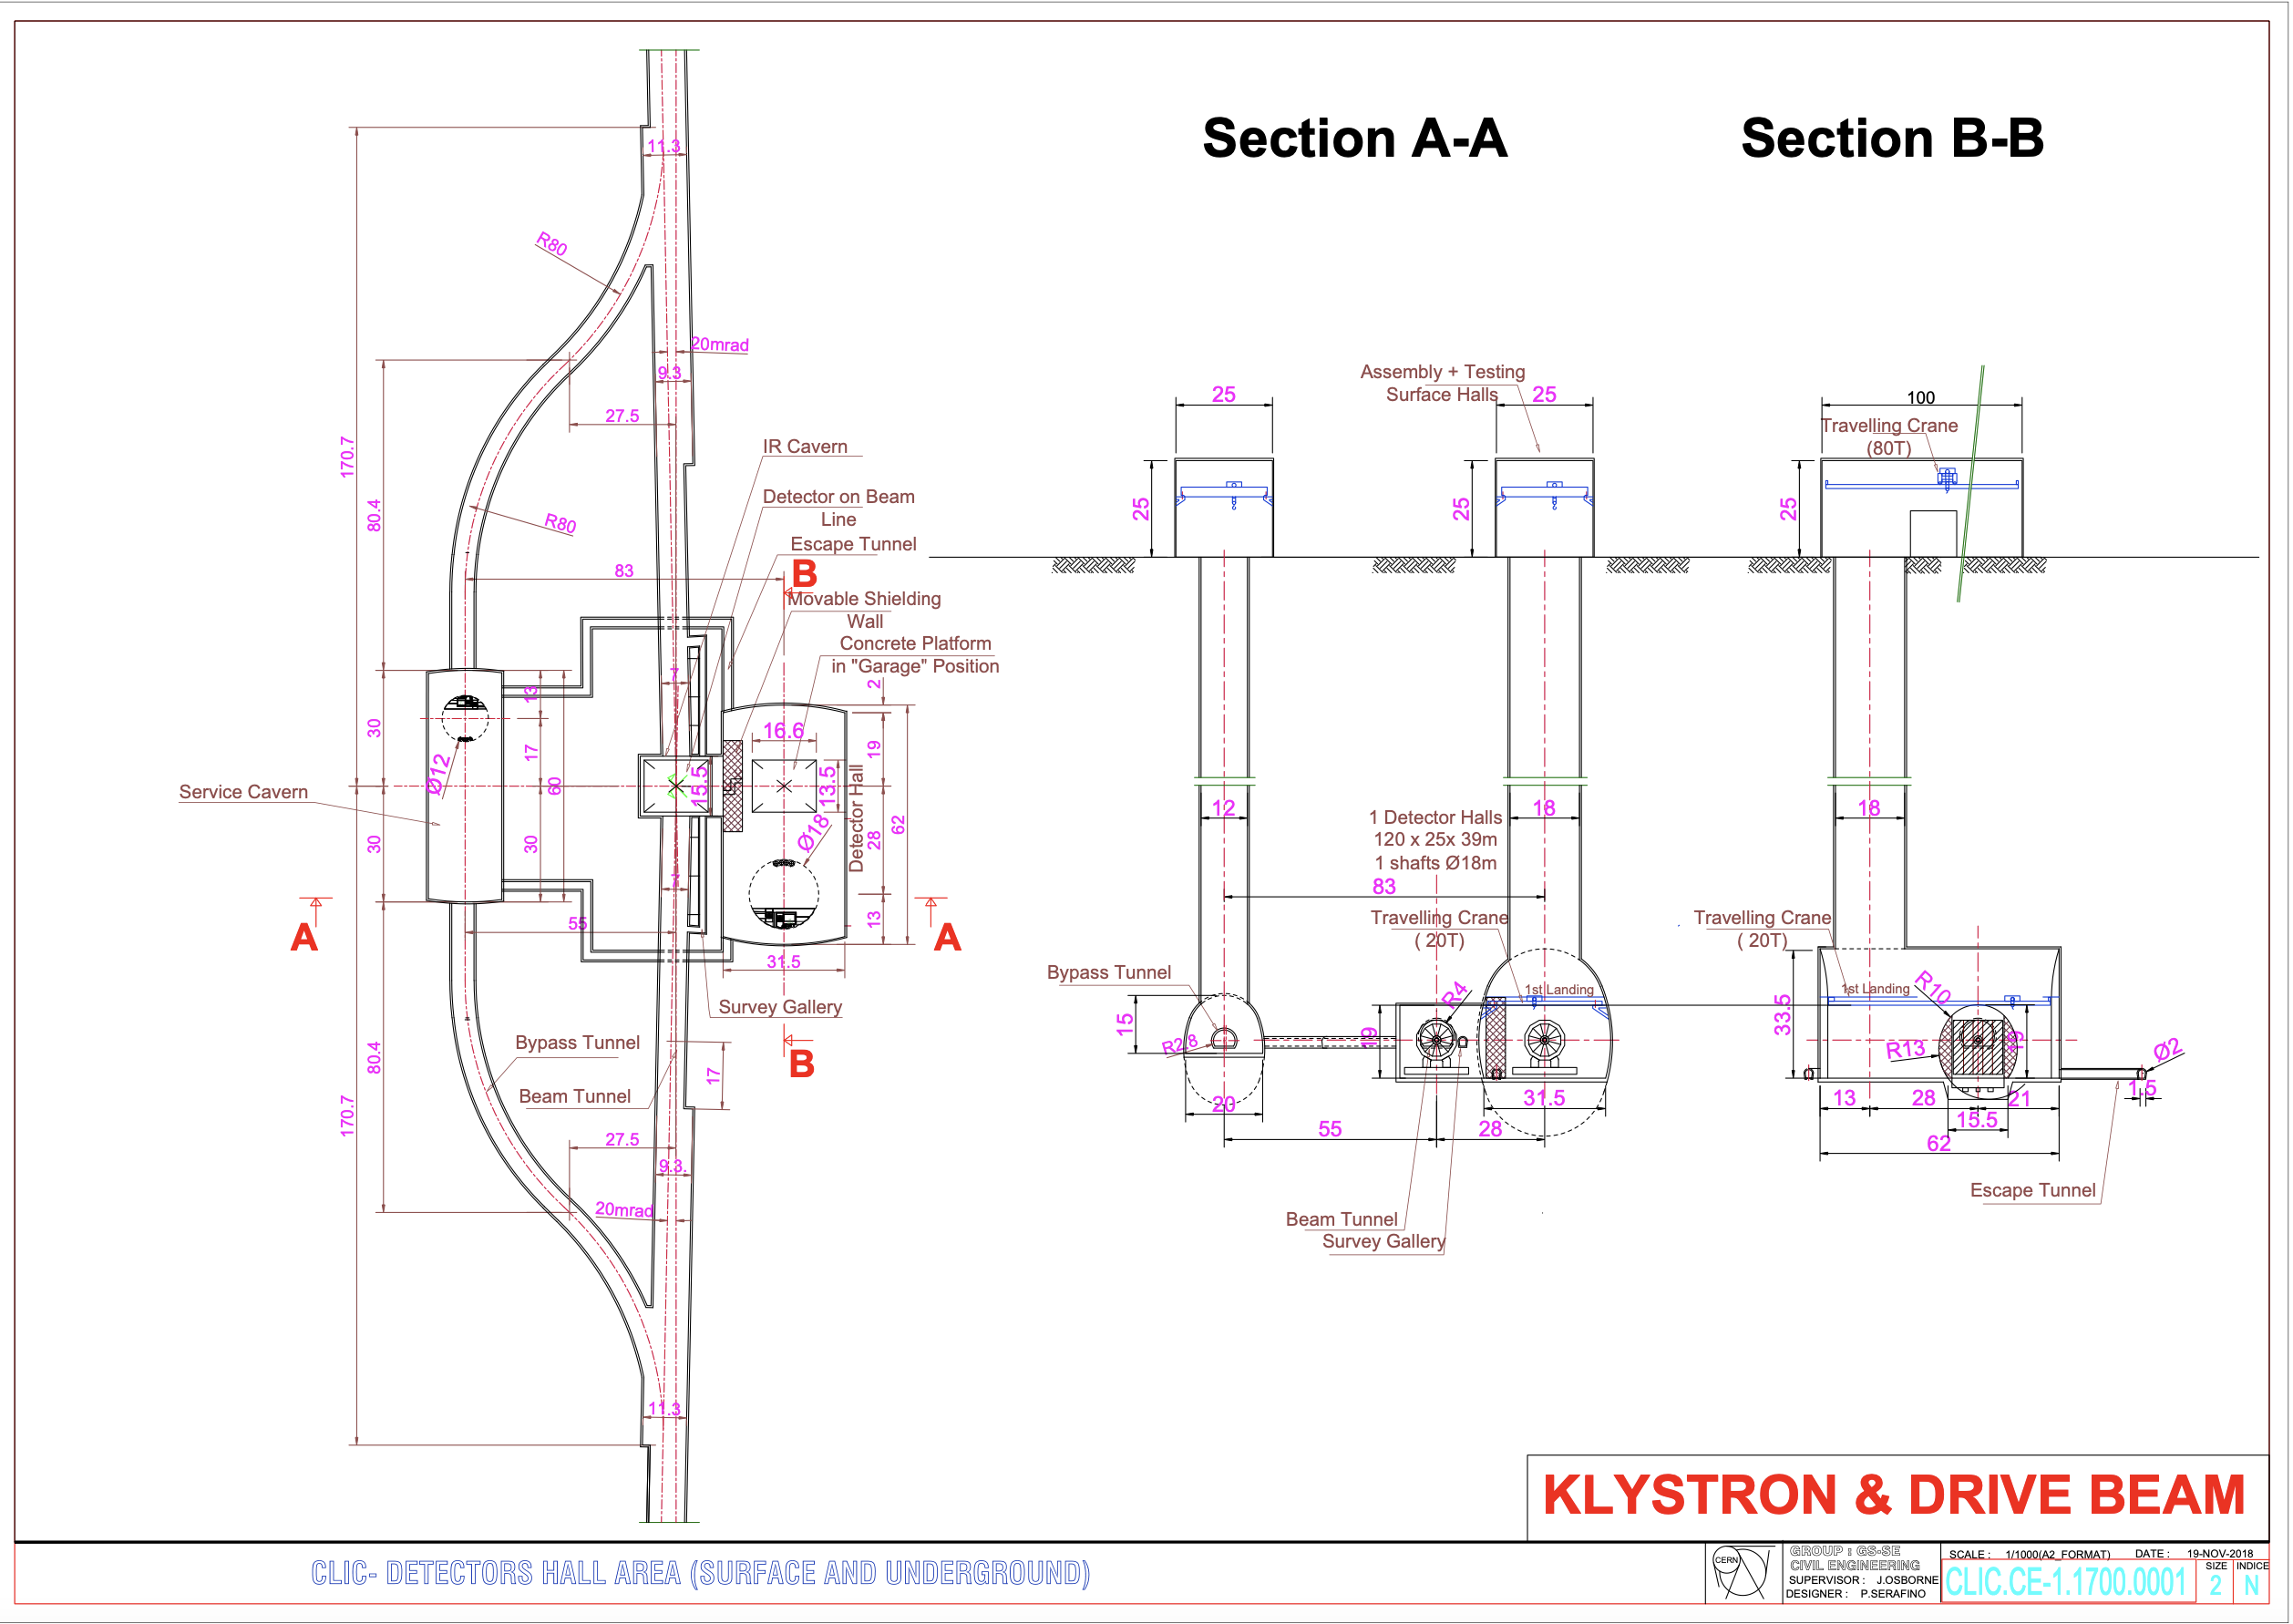 Section A-A
Section B-B
11.3
R80
170.7
20mrad
9.3
27.5
IR Cavern
Detector on Beam
Line
80.4
R80
Escape Tunnel
83
B
Movable Shielding
Wall
Concrete Platform
in "Garage" Position
7
13
2
30
17
16.6
19
Ø12
60
15.5
13.5
Detector Hall
Service Cavern
30
30
Ø18
28
62
7
13
A
55
A
31.5
Survey Gallery
Bypass Tunnel
B
80.4
17
Beam Tunnel
170.7
27.5
9.3.
20mrad
11.3
Assembly + Testing
Surface Halls
25
25
25
25
100
Travelling Crane
(80T)
25
12
18
18
1 Detector Halls
120 x 25x 39m
1 shafts Ø18m
83
Travelling Crane
( 20T)
Travelling Crane
( 20T)
Bypass Tunnel
15
R2.8
20
19
R4
1st Landing
31.5
55
28
Beam Tunnel
Survey Gallery
1st Landing
R10
33.5
R13
19
Ø2
1.5
13
28
21
15.5
62
Escape Tunnel
KLYSTRON & DRIVE BEAM
CLIC- DETECTORS HALL AREA (SURFACE AND UNDERGROUND)
CERN
GROUP : GS-SE
CIVIL ENGINEERING
SUPERVISOR : J.OSBORNE
DESIGNER : P.SERAFINO
SCALE : 1/1000(A2_FORMAT) DATE : 19-NOV-2018
CLIC.CE-1.1700.0001
SIZE INDICE
2 N